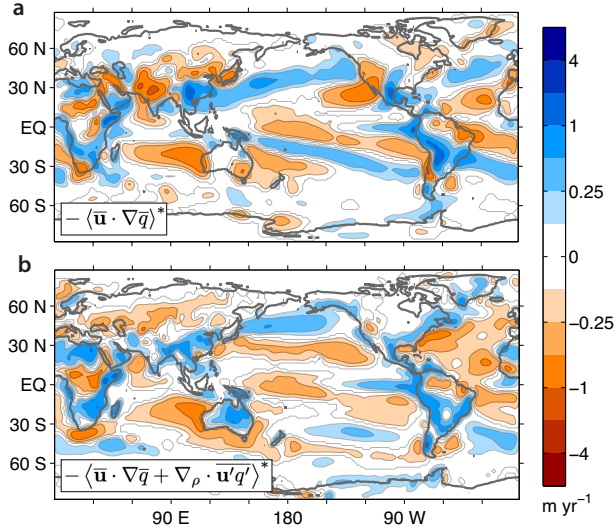 a
60 N
30 N
EQ
30 S
60 S
− ⟨ū · ∇q̄⟩*
b
60 N
30 N
EQ
30 S
60 S
− ⟨ū · ∇q̄ + ∇ρ · u′q′⟩*
90 E
180
90 W
4
1
0.25
0
−0.25
−1
−4
m yr⁻¹